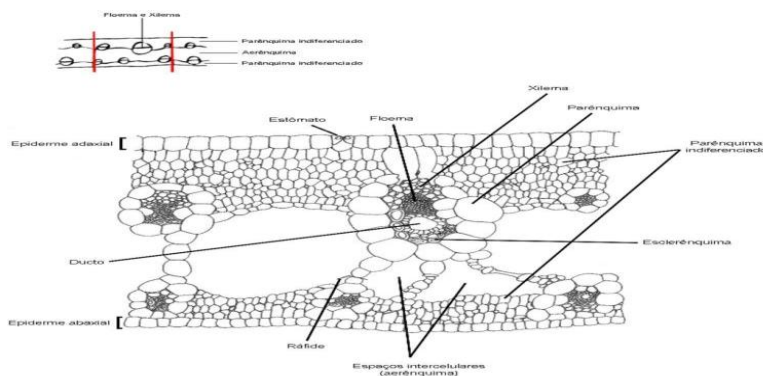 Floema e Xilema
Parênquima indiferenciado
Aerênquima
Parênquima indiferenciado
Xilema
Estômato
Floema
Parênquima
Epiderme adaxial
Parênquima
indiferenciado
Ducto
Esclerênquima
Epiderme abaxial
Ráfide
Espaços intercelulares
(aerênquima)